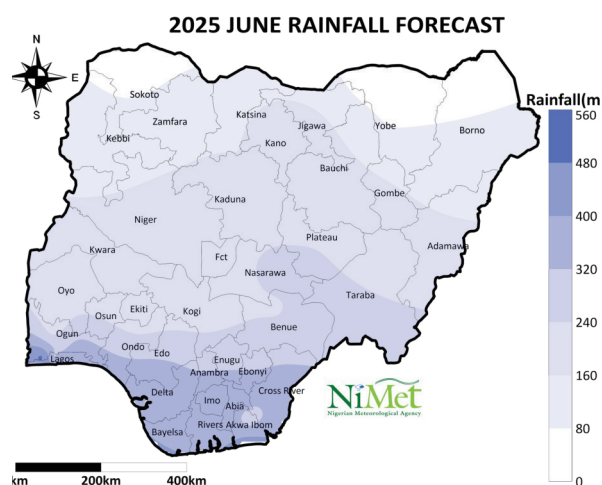 2025 JUNE RAINFALL FORECAST
N
E
S
Rainfall(m
560
480
400
320
240
160
80
0
Sokoto
Zamfara
Katsina
Jigawa
Yobe
Borno
Kebbi
Kano
Bauchi
Gombe
Kaduna
Niger
Plateau
Adamawa
Kwara
Fct
Nasarawa
Oyo
Taraba
Osun
Ekiti
Kogi
Benue
Ogun
Ondo
Edo
Enugu
Lagos
Anambra
Ebonyi
Delta
Imo
Abia
Cross River
Bayelsa
Rivers
Akwa Ibom
NiMet
Nigerian Meteorological Agency
km
200km
400km